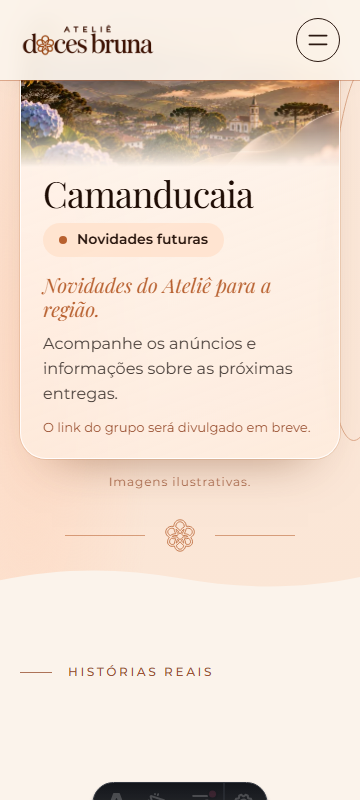 ATELIÊ
doces bruna
Camanducaia
Novidades futuras
Novidades do Ateliê para a
região.
Acompanhe os anúncios e
informações sobre as próximas
entregas.
O link do grupo será divulgado em breve.
Imagens ilustrativas.
HISTÓRIAS REAIS